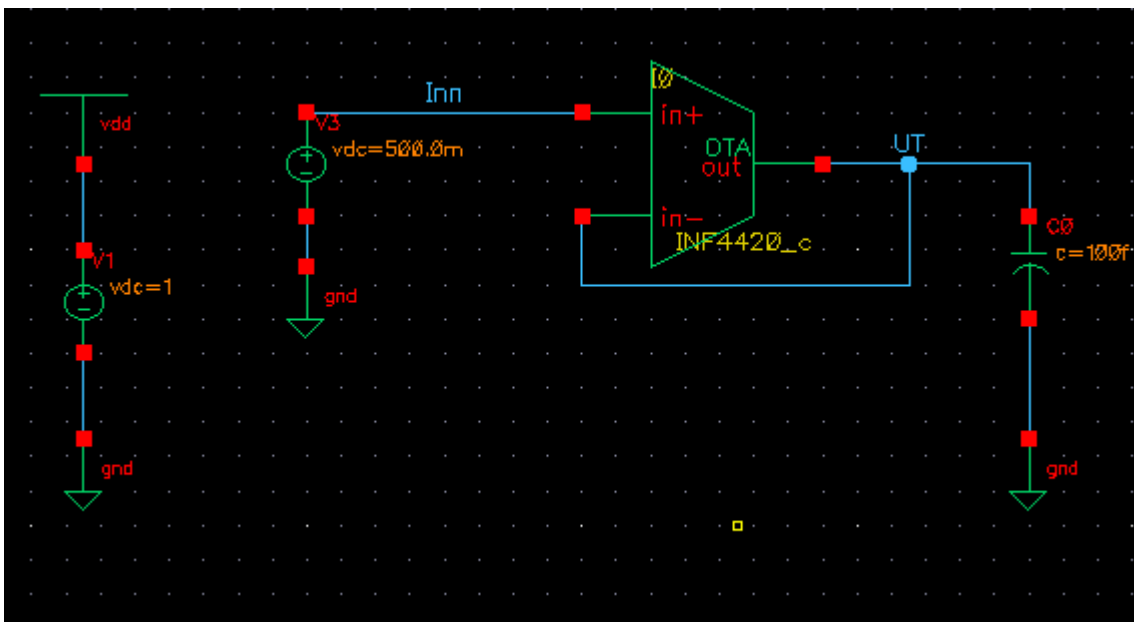 vdd
V1
vdc=1
gnd
Inn
V3
vdc=500.0m
gnd
I0
in+
OTA
out
in-
INF4420_c
UT
C0
c=100f
gnd